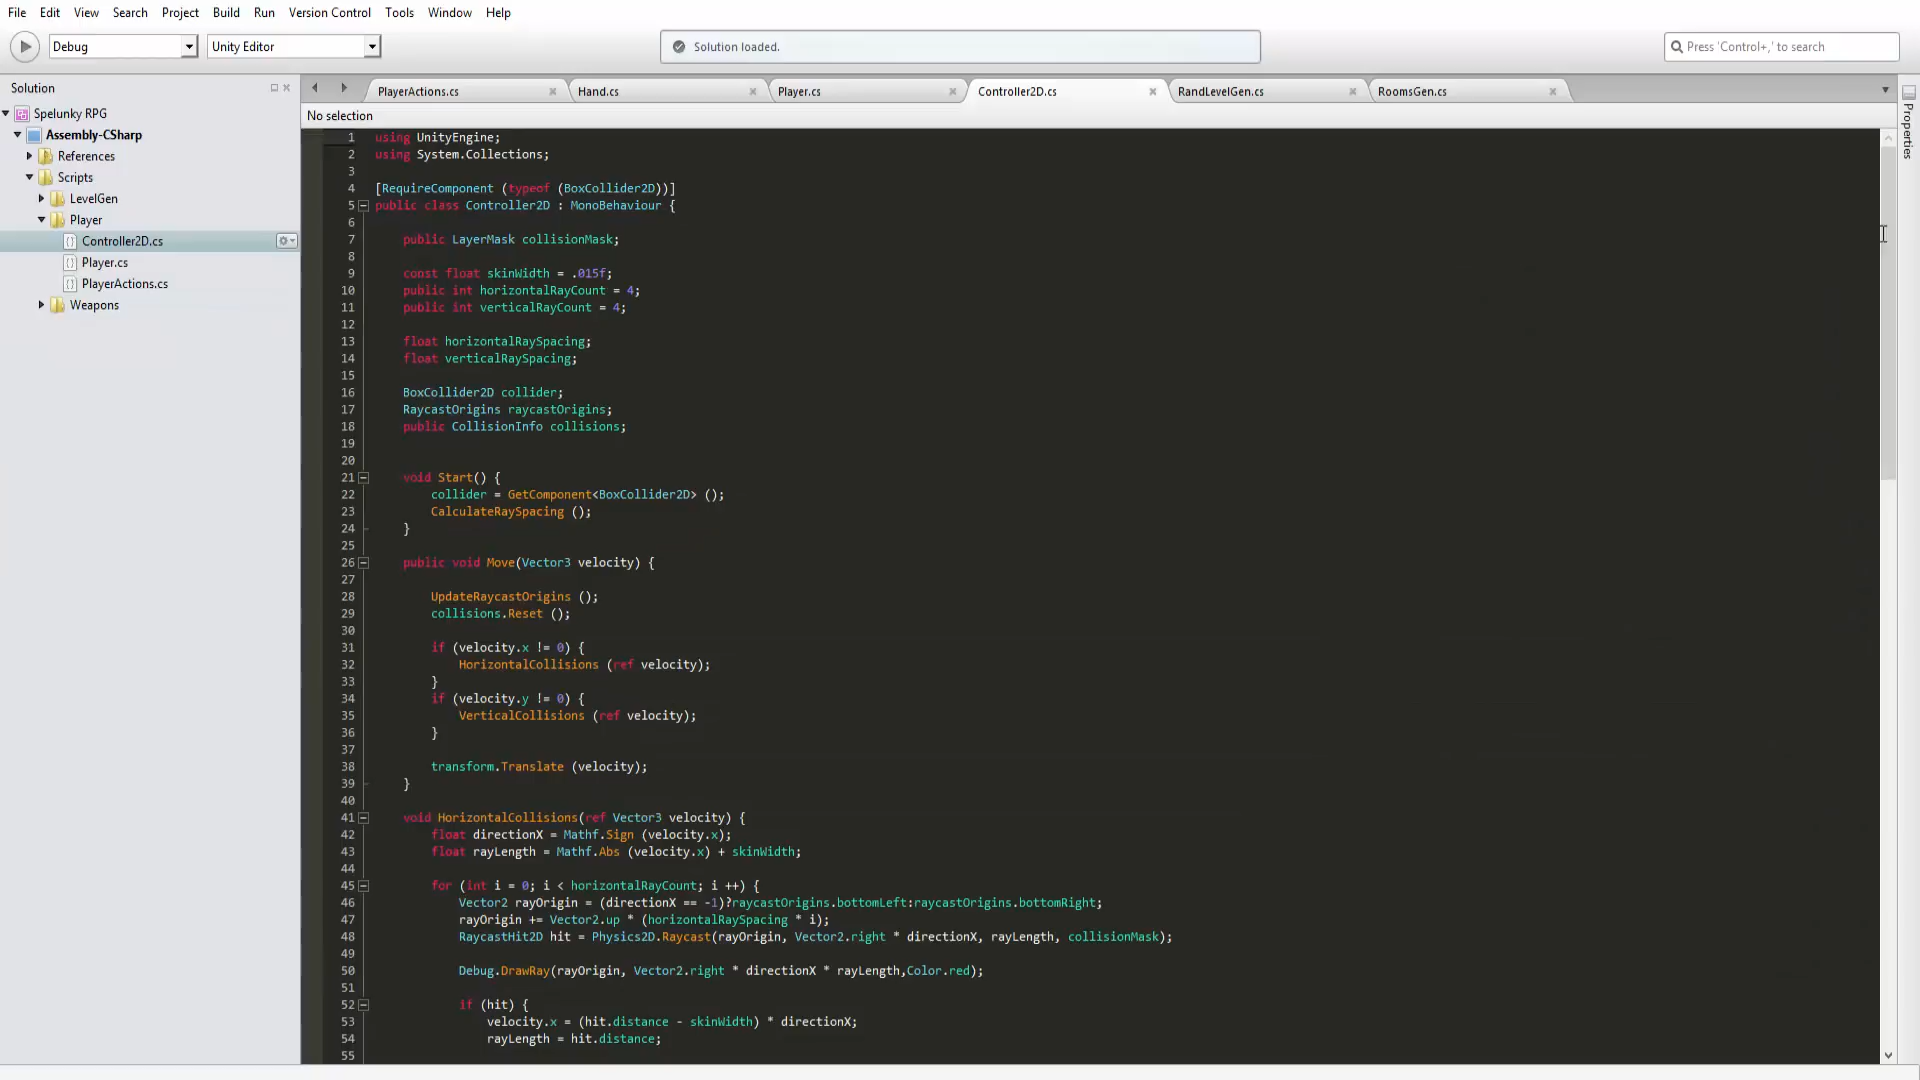 File Edit View Search Project Build Run Version Control Tools Window Help
Debug Unity Editor Solution loaded. Press 'Control+,' to search
Solution
Spelunky RPG
Assembly-CSharp
References
Scripts
LevelGen
Player
Controller2D.cs
Player.cs
PlayerActions.cs
Weapons
PlayerActions.cs Hand.cs Player.cs Controller2D.cs RandLevelGen.cs RoomsGen.cs
No selection
1 using UnityEngine;
2 using System.Collections;
3
4 [RequireComponent (typeof (BoxCollider2D))]
5 public class Controller2D : MonoBehaviour {
6
7 public LayerMask collisionMask;
8
9 const float skinWidth = .015f;
10 public int horizontalRayCount = 4;
11 public int verticalRayCount = 4;
12
13 float horizontalRaySpacing;
14 float verticalRaySpacing;
15
16 BoxCollider2D collider;
17 RaycastOrigins raycastOrigins;
18 public CollisionInfo collisions;
19
20
21 void Start() {
22 collider = GetComponent<BoxCollider2D> ();
23 CalculateRaySpacing ();
24 }
25
26 public void Move(Vector3 velocity) {
27
28 UpdateRaycastOrigins ();
29 collisions.Reset ();
30
31 if (velocity.x != 0) {
32 HorizontalCollisions (ref velocity);
33 }
34 if (velocity.y != 0) {
35 VerticalCollisions (ref velocity);
36 }
37
38 transform.Translate (velocity);
39 }
40
41 void HorizontalCollisions(ref Vector3 velocity) {
42 float directionX = Mathf.Sign (velocity.x);
43 float rayLength = Mathf.Abs (velocity.x) + skinWidth;
44
45 for (int i = 0; i < horizontalRayCount; i ++) {
46 Vector2 rayOrigin = (directionX == -1)?raycastOrigins.bottomLeft:raycastOrigins.bottomRight;
47 rayOrigin += Vector2.up * (horizontalRaySpacing * i);
48 RaycastHit2D hit = Physics2D.Raycast(rayOrigin, Vector2.right * directionX, rayLength, collisionMask);
49
50 Debug.DrawRay(rayOrigin, Vector2.right * directionX * rayLength,Color.red);
51
52 if (hit) {
53 velocity.x = (hit.distance - skinWidth) * directionX;
54 rayLength = hit.distance;
55
Properties